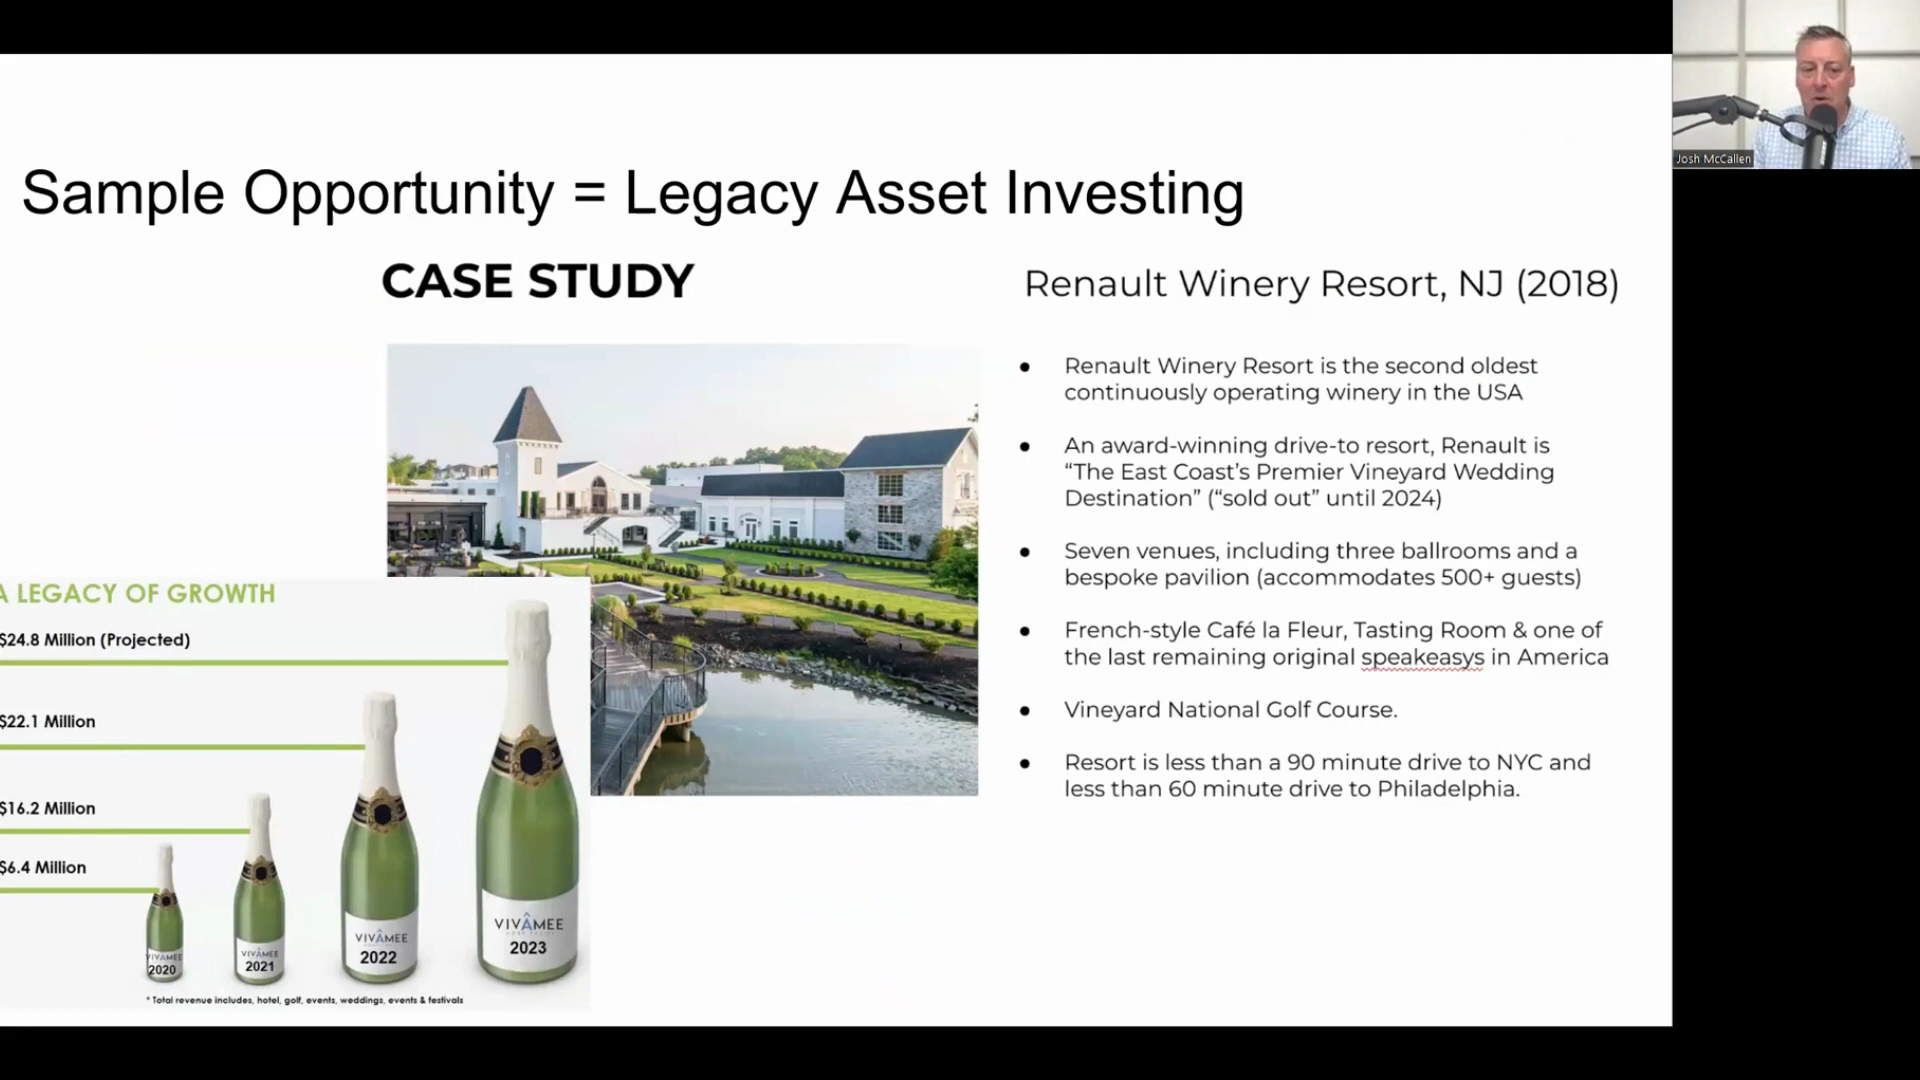 Josh McCallen
Sample Opportunity = Legacy Asset Investing
CASE STUDY
Renault Winery Resort, NJ (2018)
● Renault Winery Resort is the second oldest
continuously operating winery in the USA
● An award-winning drive-to resort, Renault is
“The East Coast’s Premier Vineyard Wedding
Destination” (“sold out” until 2024)
● Seven venues, including three ballrooms and a
bespoke pavilion (accommodates 500+ guests)
● French-style Café la Fleur, Tasting Room & one of
the last remaining original speakeasys in America
● Vineyard National Golf Course.
● Resort is less than a 90 minute drive to NYC and
less than 60 minute drive to Philadelphia.
A LEGACY OF GROWTH
$24.8 Million (Projected)
$22.1 Million
$16.2 Million
$6.4 Million
VIVÂMEE
2020
VIVÂMEE
2021
VIVÂMEE
2022
VIVÂMEE
2023
* Total revenue includes, hotel, golf, events, weddings, events & festivals